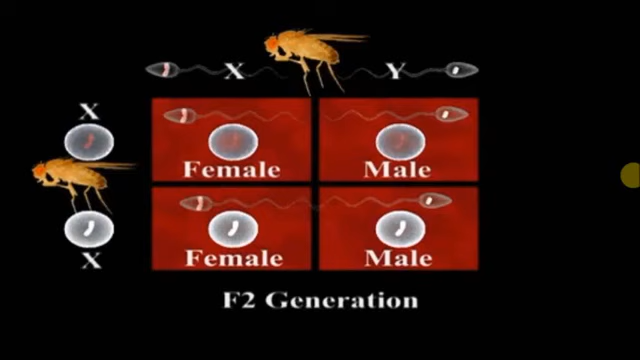 X Y
X
Female Male
Female Male
X
F2 Generation